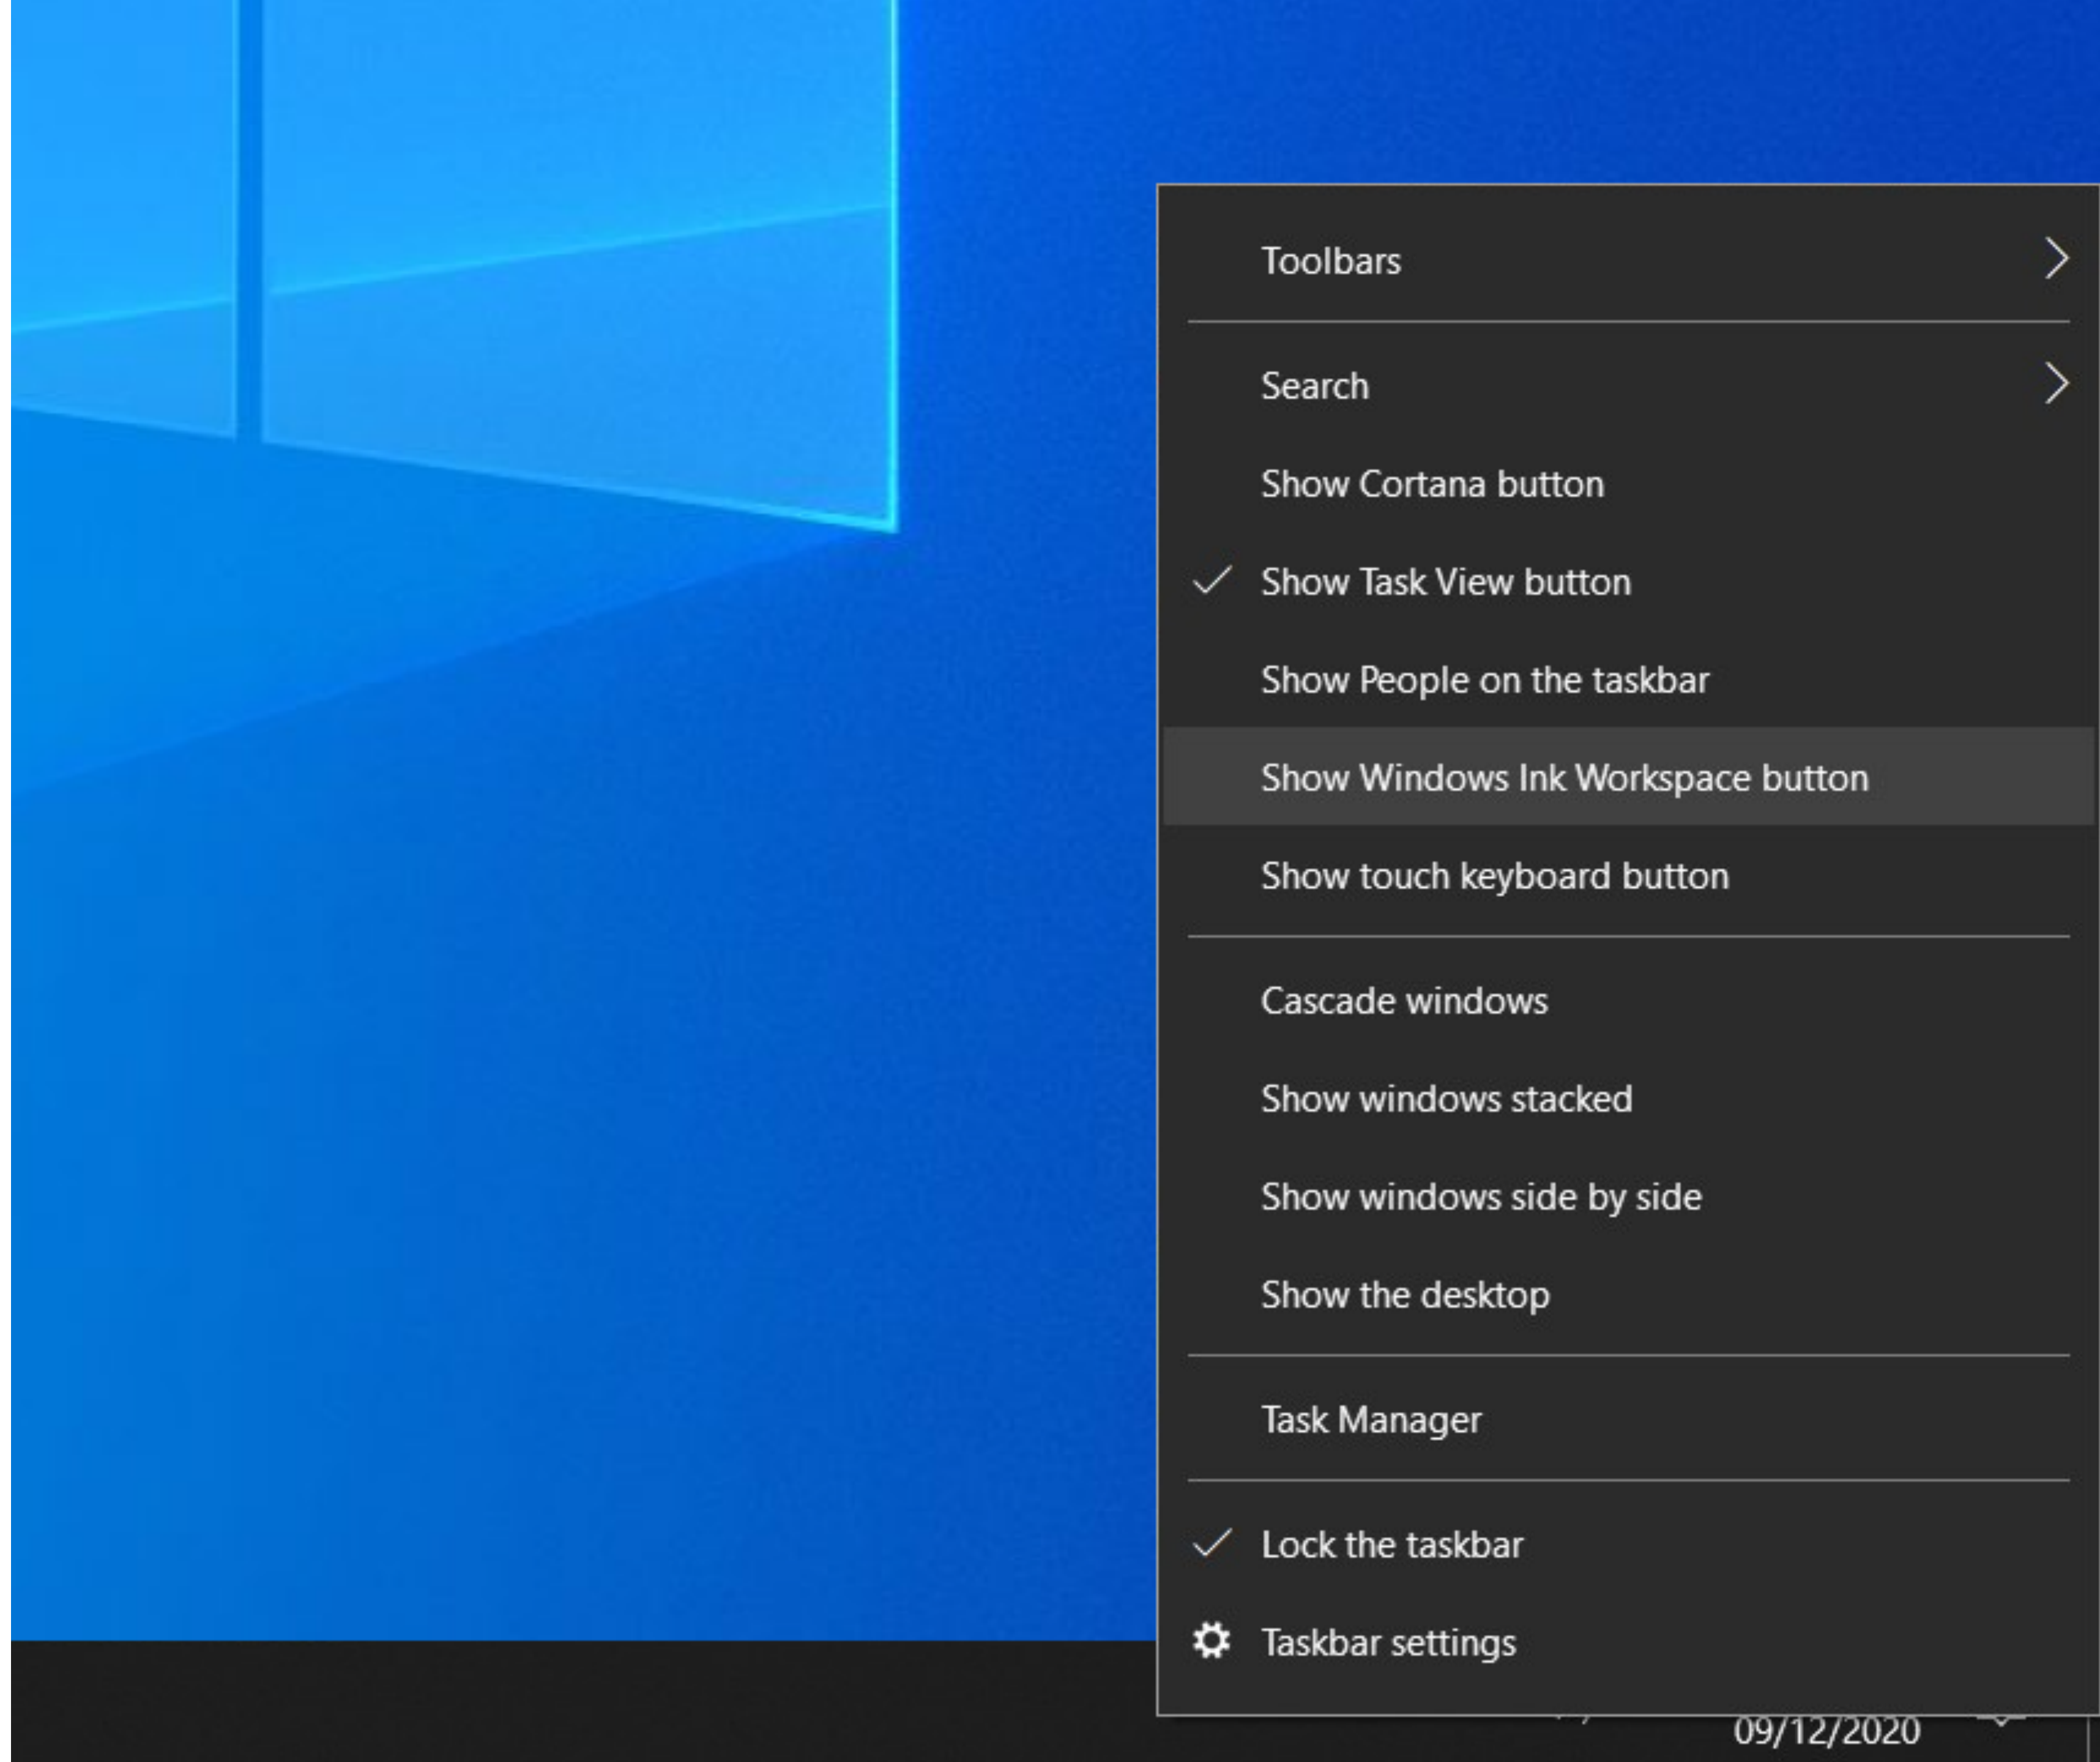 Toolbars
Search
Show Cortana button
Show Task View button
Show People on the taskbar
Show Windows Ink Workspace button
Show touch keyboard button
Cascade windows
Show windows stacked
Show windows side by side
Show the desktop
Task Manager
Lock the taskbar
Taskbar settings
09/12/2020